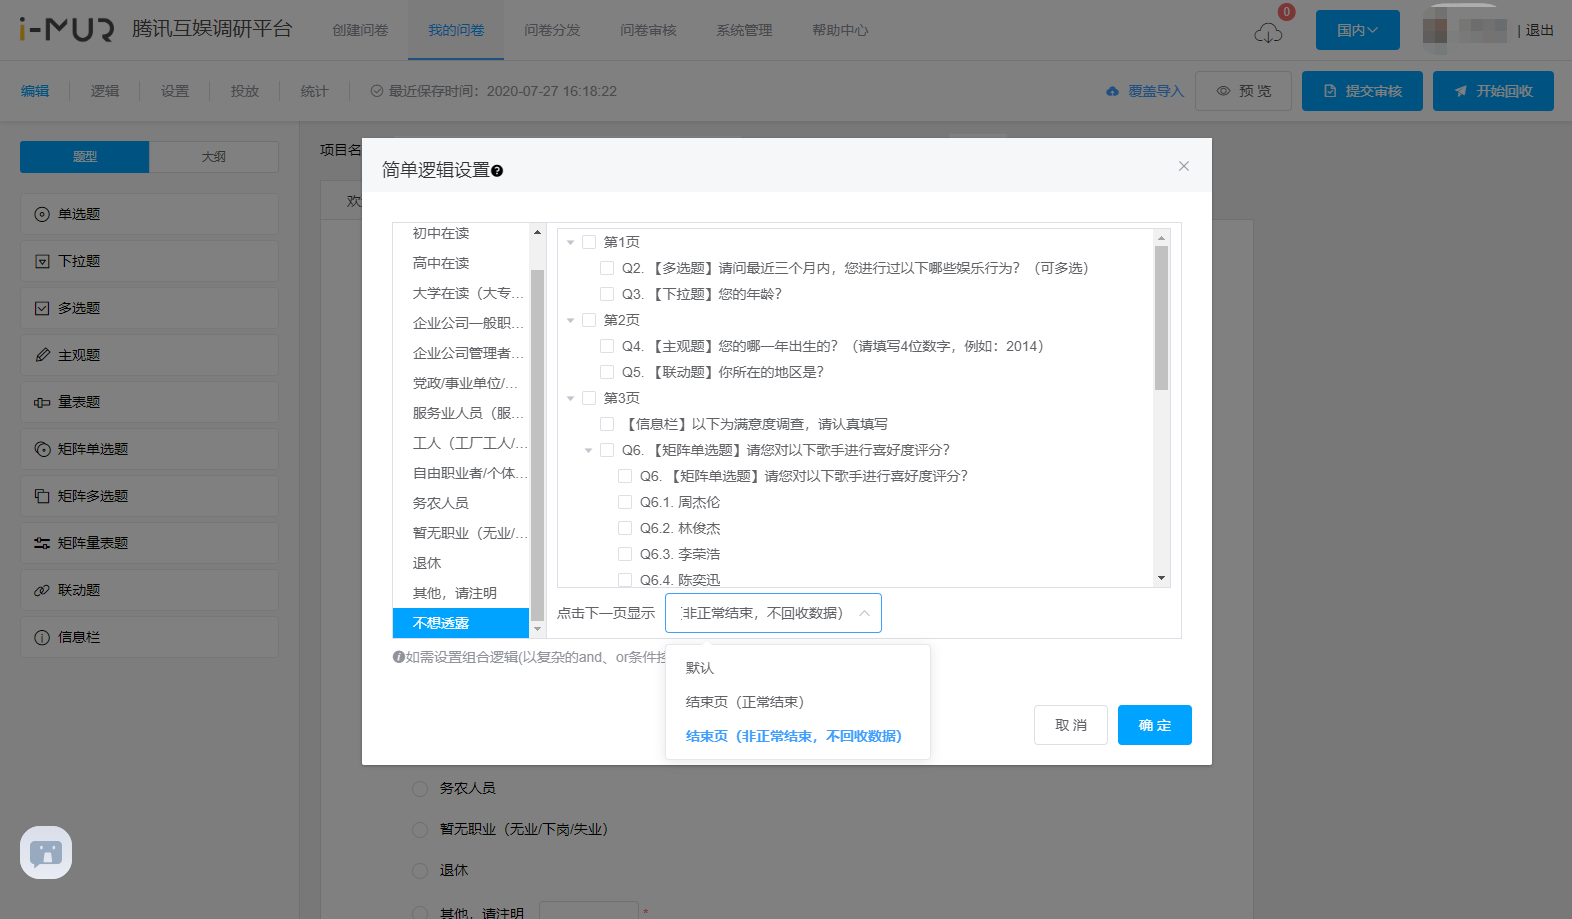 i-MUR 腾讯互娱调研平台 创建问卷 我的问卷 问卷分发 问卷审核 系统管理 帮助中心 0 国内 | 退出
编辑 逻辑 设置 投放 统计 最近保存时间：2020-07-27 16:18:22 覆盖导入 预 览 提交审核 开始回收
题型 大纲
单选题
下拉题
多选题
主观题
量表题
矩阵单选题
矩阵多选题
矩阵量表题
联动题
信息栏
项目名
欢
简单逻辑设置
初中在读
高中在读
大学在读（大专...
企业公司一般职...
企业公司管理者...
党政/事业单位/...
服务业人员（服...
工人（工厂工人/...
自由职业者/个体...
务农人员
暂无职业（无业/...
退休
其他，请注明
不想透露
第1页
Q2. 【多选题】请问最近三个月内，您进行过以下哪些娱乐行为？（可多选）
Q3. 【下拉题】您的年龄？
第2页
Q4. 【主观题】您的哪一年出生的？（请填写4位数字，例如：2014）
Q5. 【联动题】你所在的地区是？
第3页
【信息栏】以下为满意度调查，请认真填写
Q6. 【矩阵单选题】请您对以下歌手进行喜好度评分？
Q6. 【矩阵单选题】请您对以下歌手进行喜好度评分？
Q6.1. 周杰伦
Q6.2. 林俊杰
Q6.3. 李荣浩
Q6.4. 陈奕迅
点击下一页显示 非正常结束，不回收数据）
如需设置组合逻辑(以复杂的and、or条件控
默认
结束页（正常结束）
结束页（非正常结束，不回收数据）
取 消 确 定
务农人员
暂无职业（无业/下岗/失业）
退休
其他，请注明 *